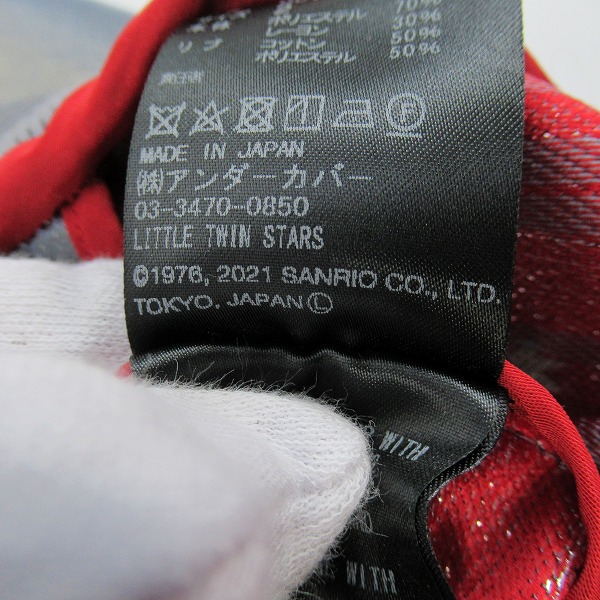 ポリエステル 70%
レーヨン 30%
リブ コットン 50%
ポリエステル 50%
MADE IN JAPAN
㈱アンダーカバー
03-3470-0850
LITTLE TWIN STARS
©1976, 2021 SANRIO CO., LTD.
TOKYO, JAPAN Ⓛ
WITH
WITH